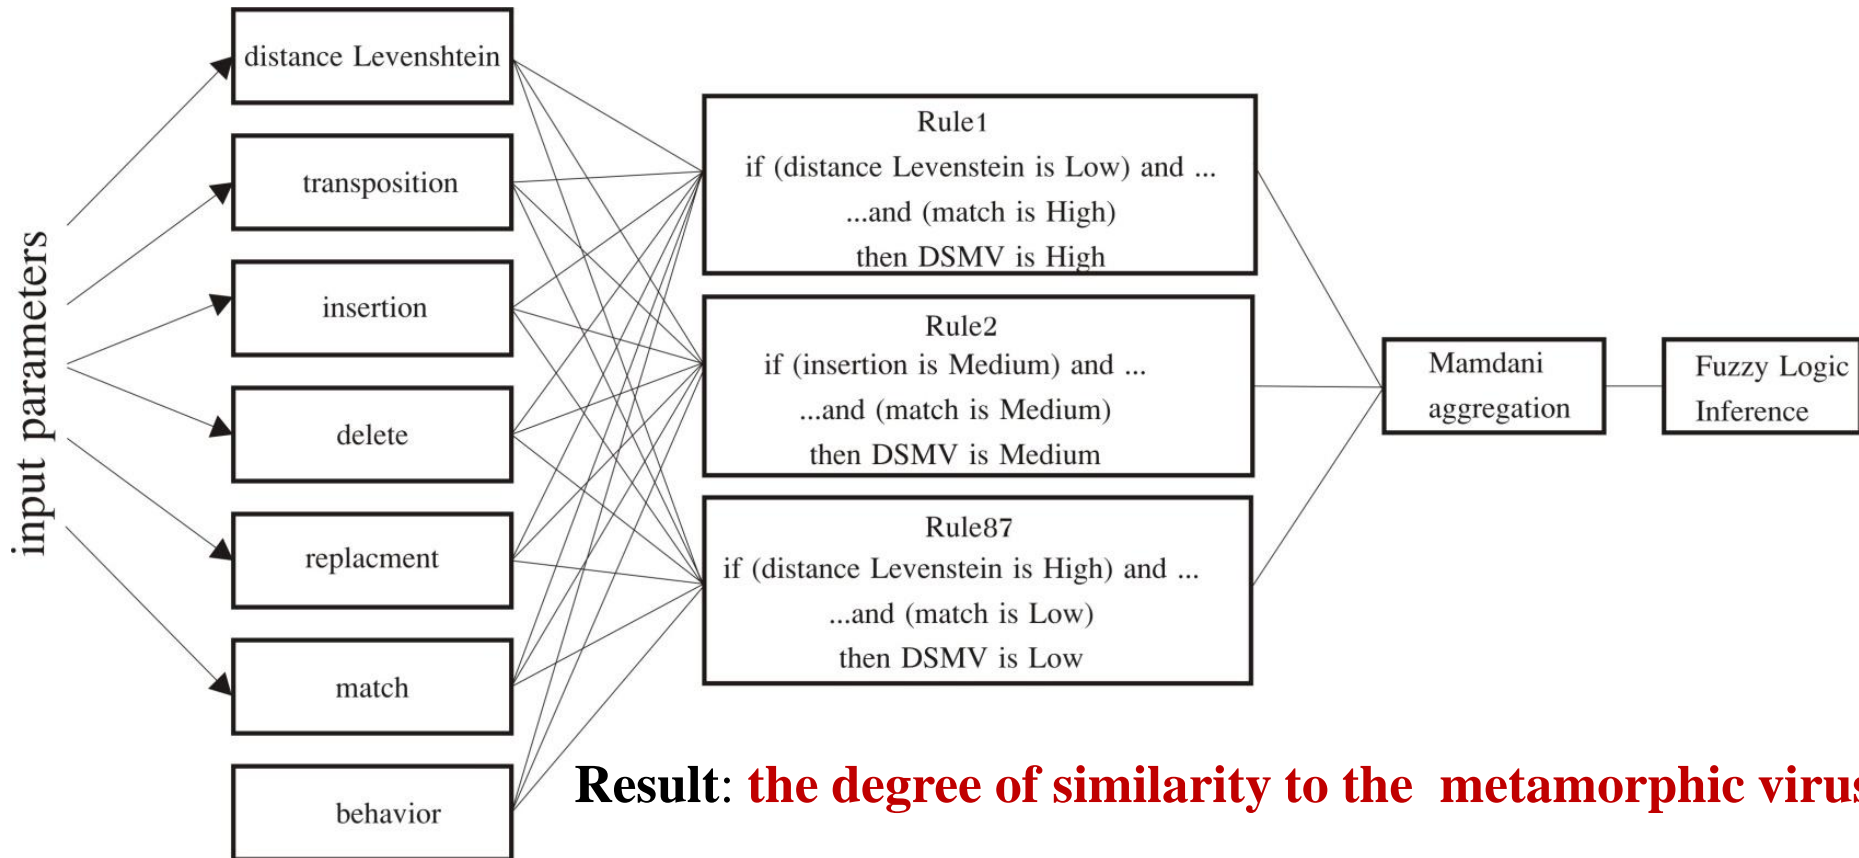 input parameters
distance Levenshtein
transposition
insertion
delete
replacment
match
behavior
Rule1
if (distance Levenstein is Low) and ...
...and (match is High)
then DSMV is High
Rule2
if (insertion is Medium) and ...
...and (match is Medium)
then DSMV is Medium
Rule87
if (distance Levenstein is High) and ...
...and (match is Low)
then DSMV is Low
Mamdani
aggregation
Fuzzy Logic
Inference
Result: the degree of similarity to the metamorphic virus